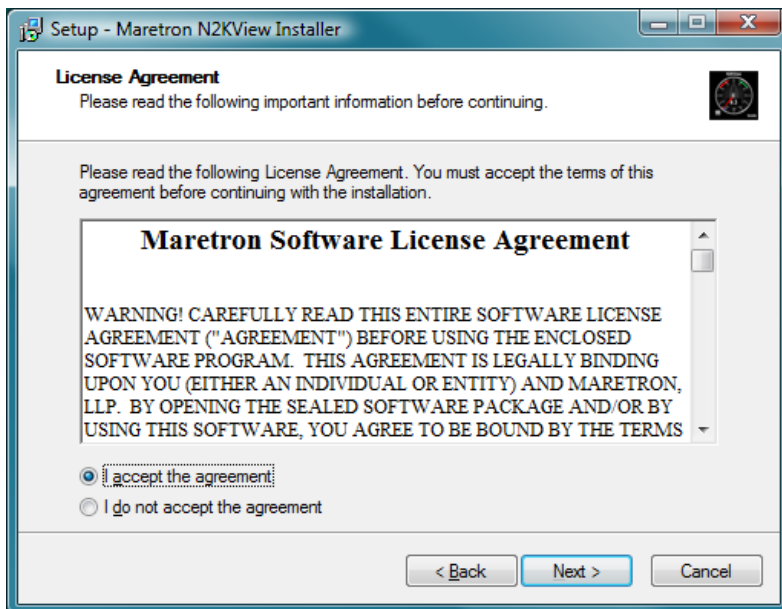 Setup - Maretron N2KView Installer
License Agreement
Please read the following important information before continuing.
Please read the following License Agreement. You must accept the terms of this
agreement before continuing with the installation.
Maretron Software License Agreement
WARNING! CAREFULLY READ THIS ENTIRE SOFTWARE LICENSE
AGREEMENT ("AGREEMENT") BEFORE USING THE ENCLOSED
SOFTWARE PROGRAM.  THIS AGREEMENT IS LEGALLY BINDING
UPON YOU (EITHER AN INDIVIDUAL OR ENTITY) AND MARETRON,
LLP.  BY OPENING THE SEALED SOFTWARE PACKAGE AND/OR BY
USING THIS SOFTWARE, YOU AGREE TO BE BOUND BY THE TERMS
I accept the agreement
I do not accept the agreement
< Back
Next >
Cancel